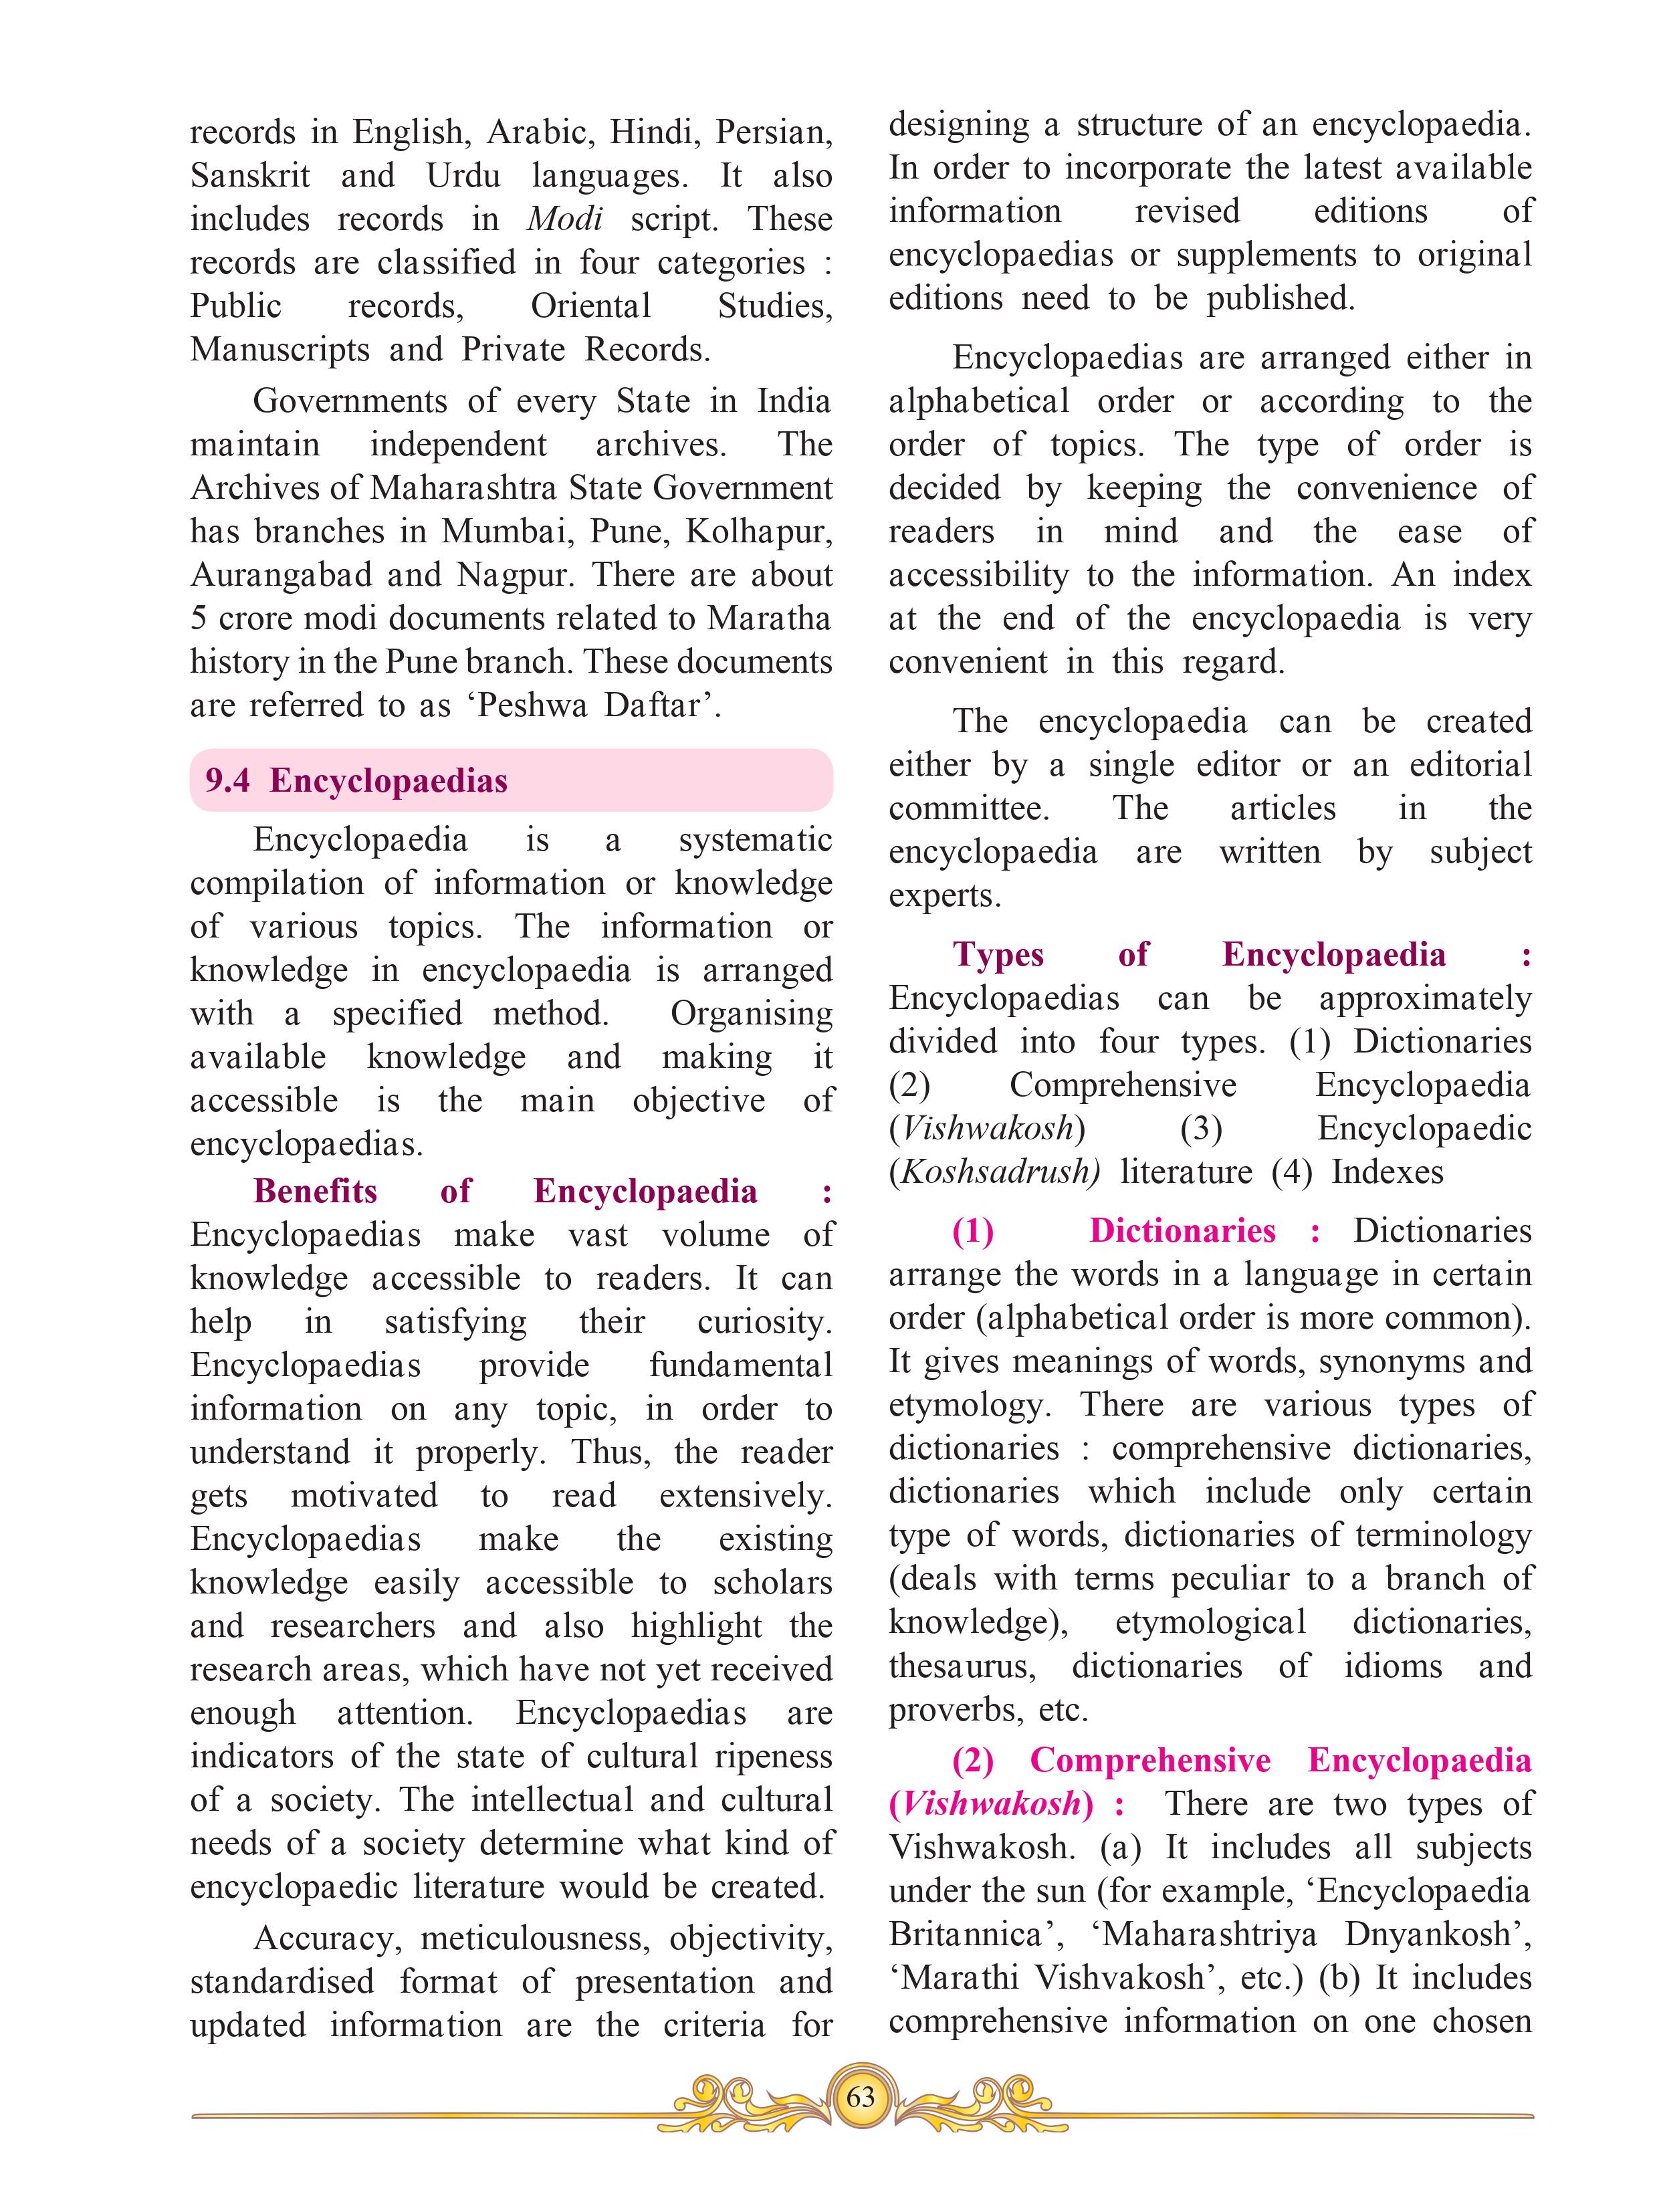 records in English, Arabic, Hindi, Persian,
Sanskrit and Urdu languages. It also
includes records in Modi script. These
records are classified in four categories :
Public records, Oriental Studies,
Manuscripts and Private Records.
Governments of every State in India
maintain independent archives. The
Archives of Maharashtra State Government
has branches in Mumbai, Pune, Kolhapur,
Aurangabad and Nagpur. There are about
5 crore modi documents related to Maratha
history in the Pune branch. These documents
are referred to as ‘Peshwa Daftar’.
9.4 Encyclopaedias
Encyclopaedia is a systematic
compilation of information or knowledge
of various topics. The information or
knowledge in encyclopaedia is arranged
with a specified method. Organising
available knowledge and making it
accessible is the main objective of
encyclopaedias.
Benefits of Encyclopaedia :
Encyclopaedias make vast volume of
knowledge accessible to readers. It can
help in satisfying their curiosity.
Encyclopaedias provide fundamental
information on any topic, in order to
understand it properly. Thus, the reader
gets motivated to read extensively.
Encyclopaedias make the existing
knowledge easily accessible to scholars
and researchers and also highlight the
research areas, which have not yet received
enough attention. Encyclopaedias are
indicators of the state of cultural ripeness
of a society. The intellectual and cultural
needs of a society determine what kind of
encyclopaedic literature would be created.
Accuracy, meticulousness, objectivity,
standardised format of presentation and
updated information are the criteria for
designing a structure of an encyclopaedia.
In order to incorporate the latest available
information revised editions of
encyclopaedias or supplements to original
editions need to be published.
Encyclopaedias are arranged either in
alphabetical order or according to the
order of topics. The type of order is
decided by keeping the convenience of
readers in mind and the ease of
accessibility to the information. An index
at the end of the encyclopaedia is very
convenient in this regard.
The encyclopaedia can be created
either by a single editor or an editorial
committee. The articles in the
encyclopaedia are written by subject
experts.
Types of Encyclopaedia :
Encyclopaedias can be approximately
divided into four types. (1) Dictionaries
(2) Comprehensive Encyclopaedia
(Vishwakosh) (3) Encyclopaedic
(Koshsadrush) literature (4) Indexes
(1) Dictionaries : Dictionaries
arrange the words in a language in certain
order (alphabetical order is more common).
It gives meanings of words, synonyms and
etymology. There are various types of
dictionaries : comprehensive dictionaries,
dictionaries which include only certain
type of words, dictionaries of terminology
(deals with terms peculiar to a branch of
knowledge), etymological dictionaries,
thesaurus, dictionaries of idioms and
proverbs, etc.
(2) Comprehensive Encyclopaedia
(Vishwakosh) : There are two types of
Vishwakosh. (a) It includes all subjects
under the sun (for example, ‘Encyclopaedia
Britannica’, ‘Maharashtriya Dnyankosh’,
‘Marathi Vishvakosh’, etc.) (b) It includes
comprehensive information on one chosen
63